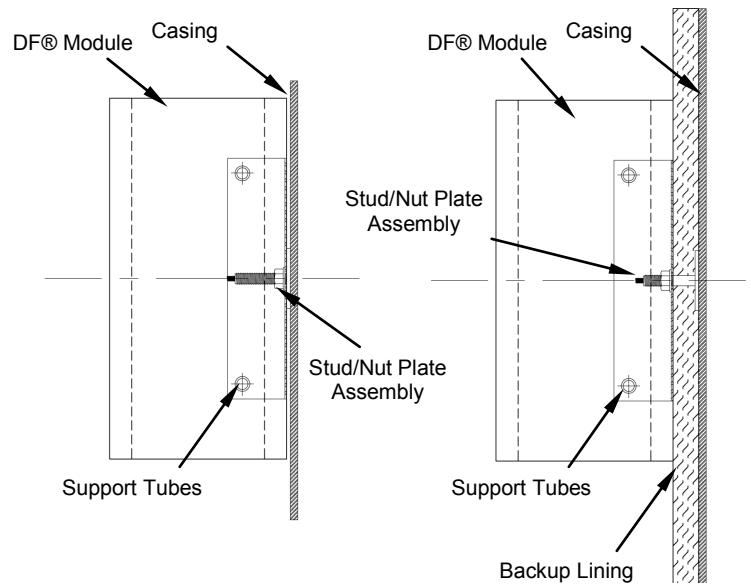 DF® Module
Casing
Stud/Nut Plate
Assembly
Support Tubes
DF® Module
Casing
Stud/Nut Plate
Assembly
Support Tubes
Backup Lining